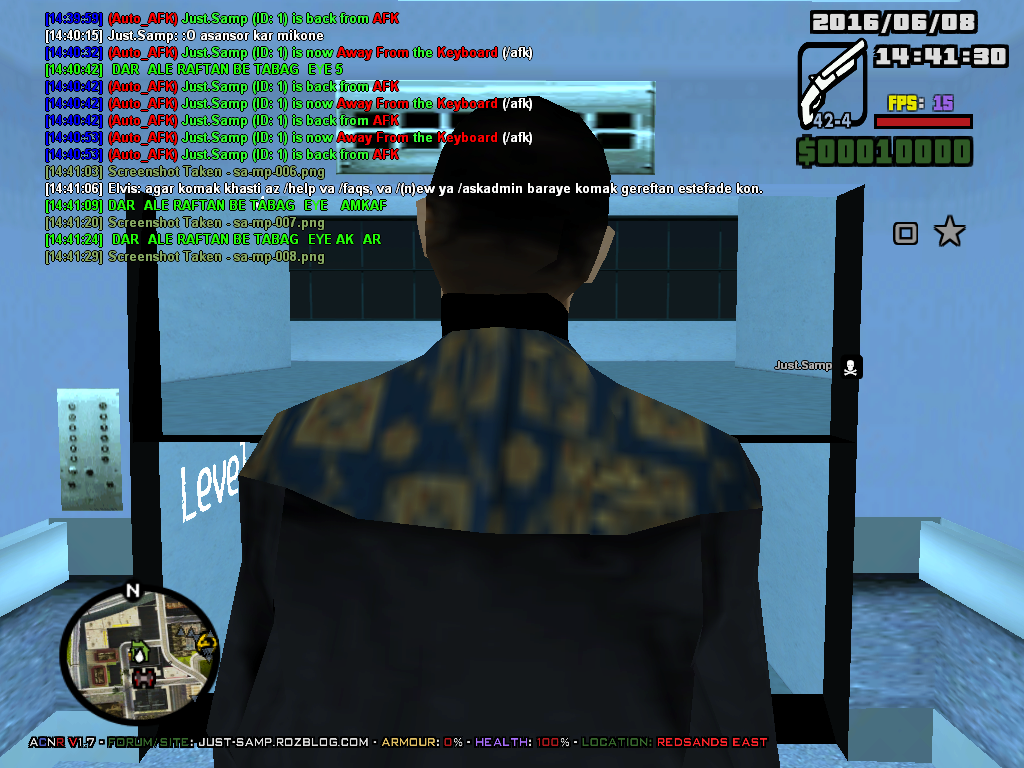 [14:39:59] (Auto_AFK) Just.Samp (ID: 1) is back from AFK
[14:40:15] Just.Samp: :O asansor kar mikone
[14:40:32] (Auto_AFK) Just.Samp (ID: 1) is now Away From the Keyboard (/afk)
[14:40:42] DAR ALE RAFTAN BE TABAG E E 5
[14:40:42] (Auto_AFK) Just.Samp (ID: 1) is back from AFK
[14:40:42] (Auto_AFK) Just.Samp (ID: 1) is now Away From the Keyboard (/afk)
[14:40:42] (Auto_AFK) Just.Samp (ID: 1) is back from AFK
[14:40:53] (Auto_AFK) Just.Samp (ID: 1) is now Away From the Keyboard (/afk)
[14:40:53] (Auto_AFK) Just.Samp (ID: 1) is back from AFK
[14:41:03] Screenshot Taken - sa-mp-006.png
[14:41:06] Elvis: agar komak khasti az /help va /faqs, va /(n)ew ya /askadmin baraye komak gereftan estefade kon.
[14:41:09] DAR ALE RAFTAN BE TABAG E E AMKAF
[14:41:20] Screenshot Taken - sa-mp-007.png
[14:41:24] DAR ALE RAFTAN BE TABAG EYE AK AR
[14:41:29] Screenshot Taken - sa-mp-008.png
2016/06/08
14:41:30
FPS: 15
42-4
$00010000
Just.Samp
Level
N
ACNR V1.7 - FORUM/SITE: JUST-SAMP.ROZBLOG.COM - ARMOUR: 0% - HEALTH: 100% - LOCATION: REDSANDS EAST